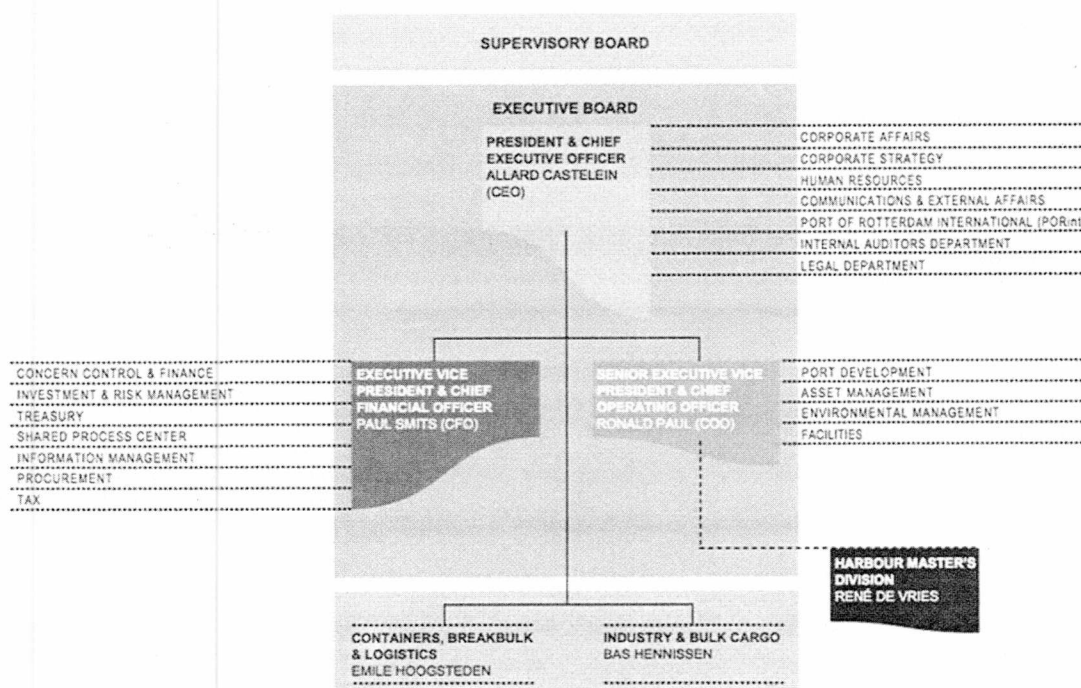 SUPERVISORY BOARD
EXECUTIVE BOARD
PRESIDENT & CHIEF
EXECUTIVE OFFICER
ALLARD CASTELEIN
(CEO)
CORPORATE AFFAIRS
CORPORATE STRATEGY
HUMAN RESOURCES
COMMUNICATIONS & EXTERNAL AFFAIRS
PORT OF ROTTERDAM INTERNATIONAL (PORint
INTERNAL AUDITORS DEPARTMENT
LEGAL DEPARTMENT
CONCERN CONTROL & FINANCE
INVESTMENT & RISK MANAGEMENT
TREASURY
SHARED PROCESS CENTER
INFORMATION MANAGEMENT
PROCUREMENT
TAX
EXECUTIVE VICE
PRESIDENT & CHIEF
FINANCIAL OFFICER
PAUL SMITS (CFO)
SENIOR EXECUTIVE VICE
PRESIDENT & CHIEF
OPERATING OFFICER
RONALD PAUL (COO)
PORT DEVELOPMENT
ASSET MANAGEMENT
ENVIRONMENTAL MANAGEMENT
FACILITIES
HARBOUR MASTER'S
DIVISION
RENÉ DE VRIES
CONTAINERS, BREAKBULK
& LOGISTICS
EMILE HOOGSTEDEN
INDUSTRY & BULK CARGO
BAS HENNISSEN